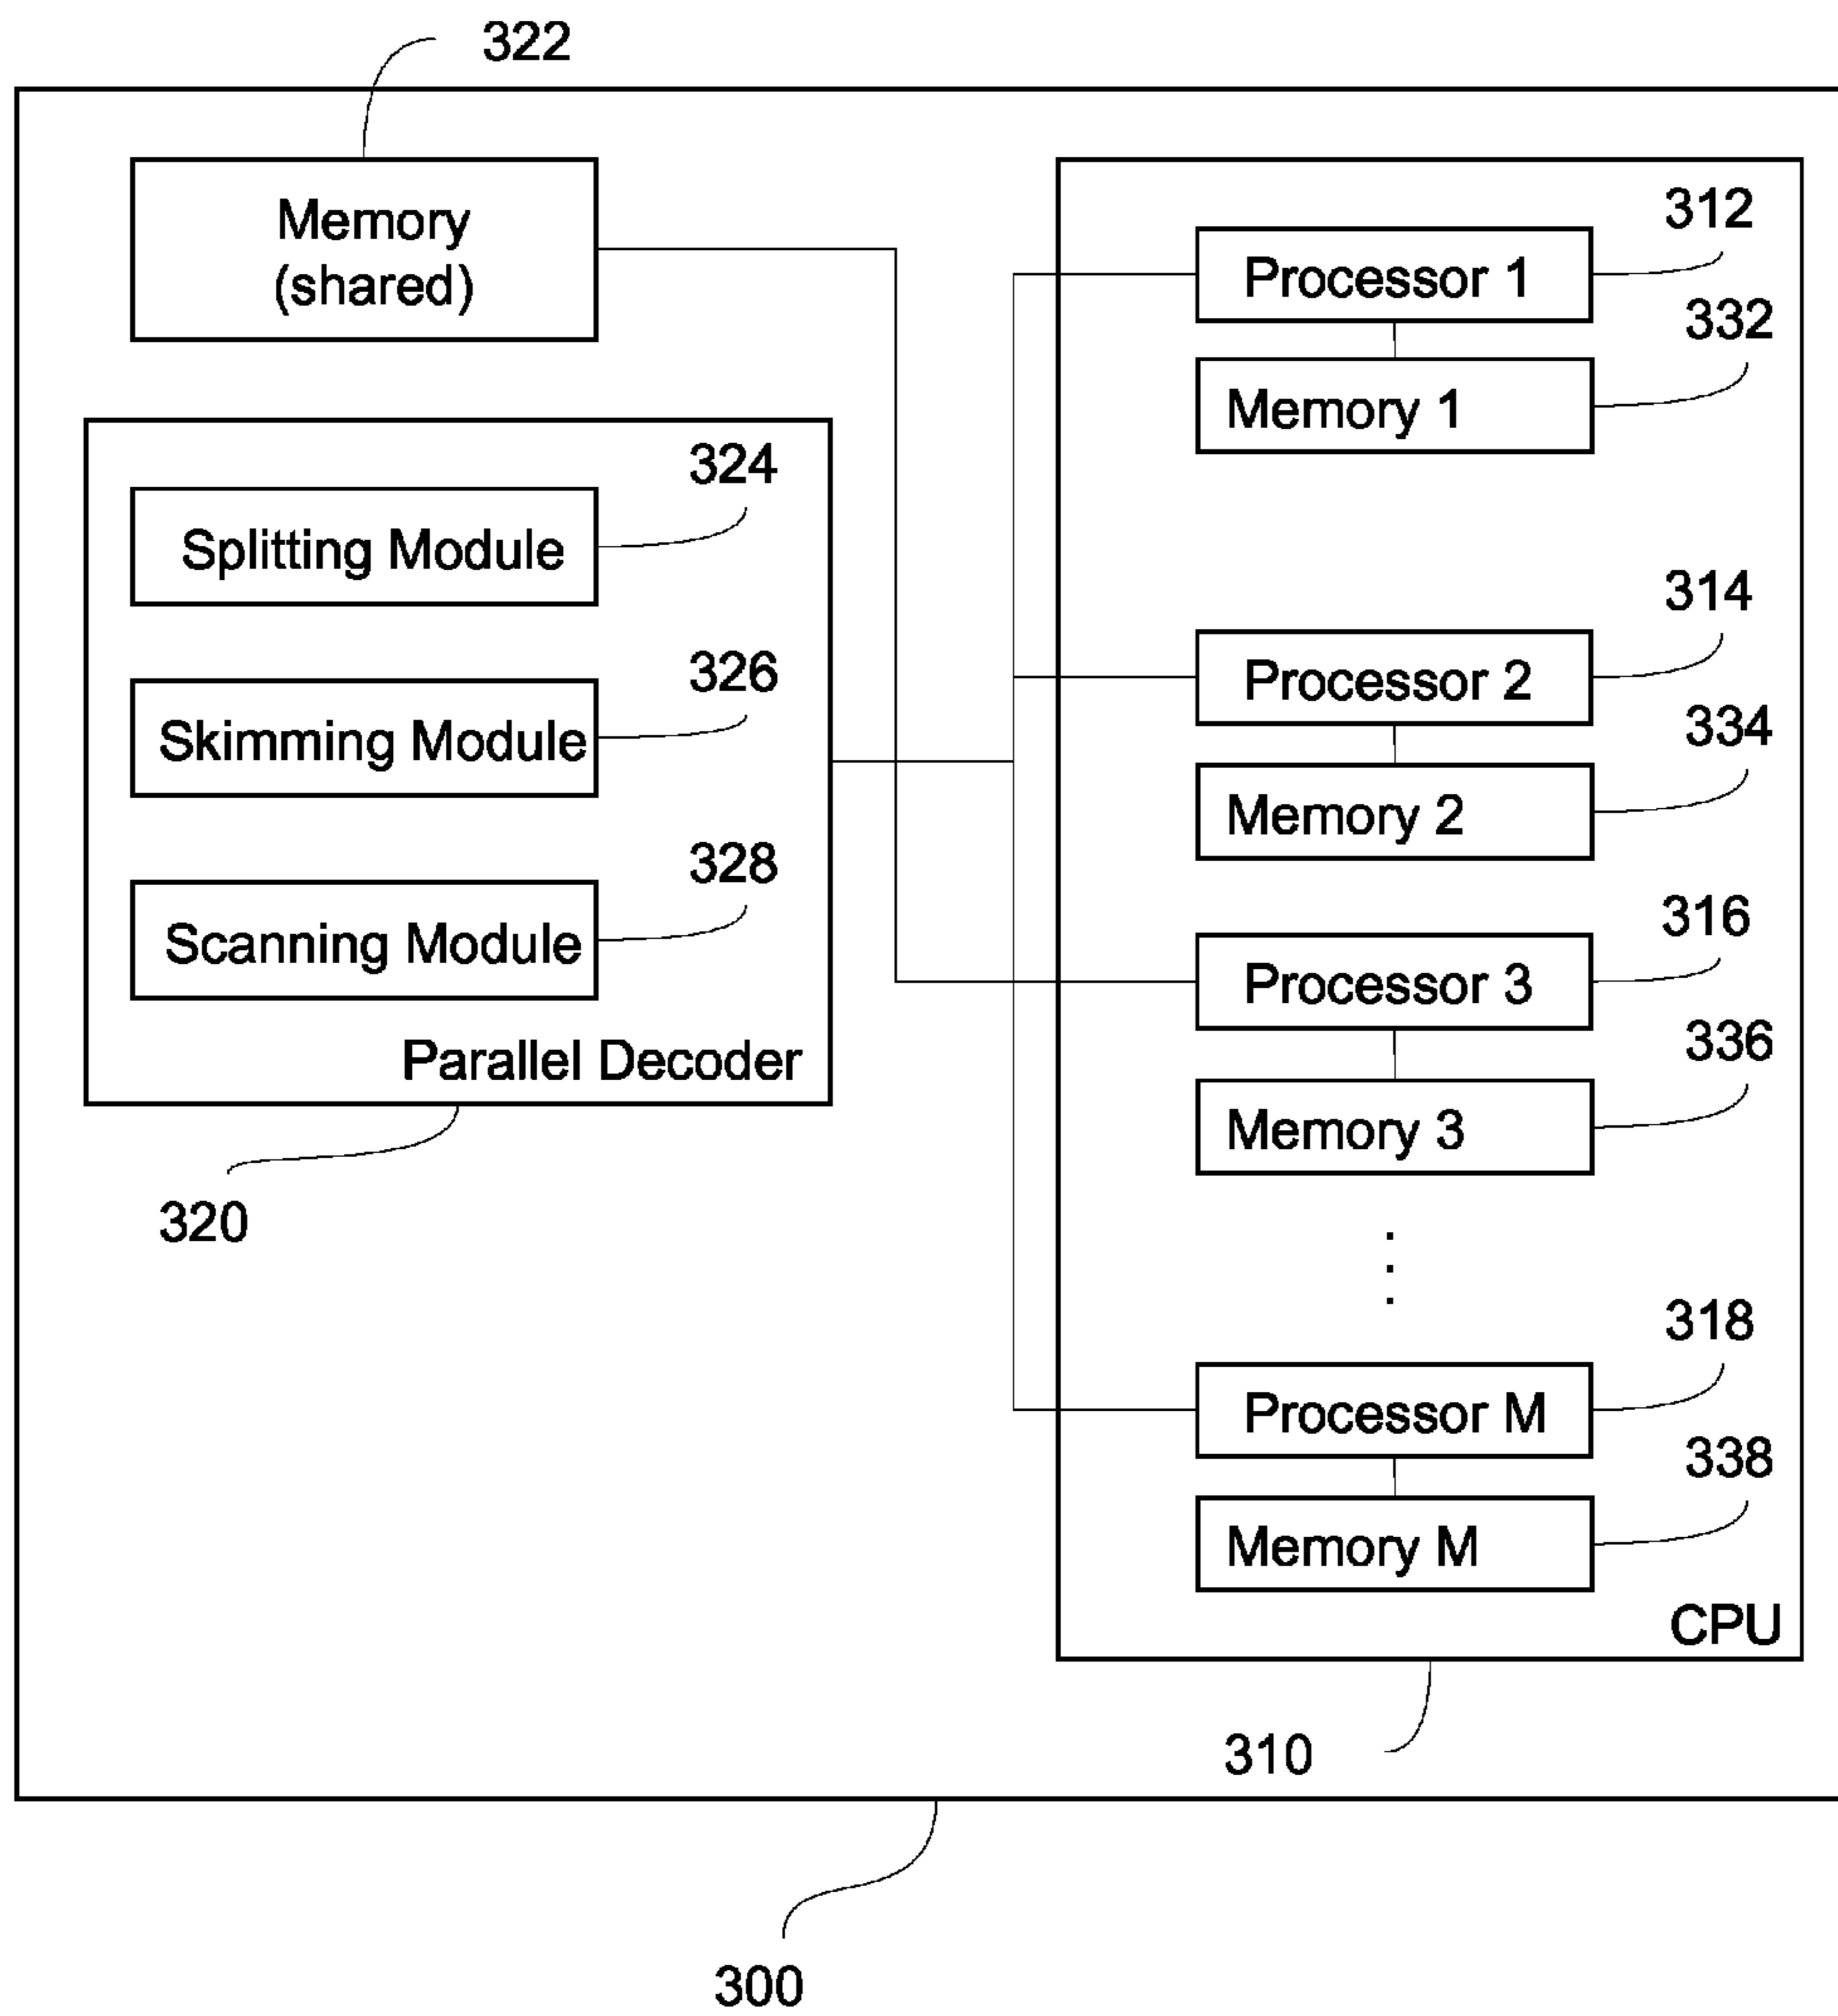 322
Memory
(shared)
312
Processor 1
332
Memory 1
324
Splitting Module
314
Processor 2
326
Skimming Module
334
Memory 2
328
Scanning Module
316
Processor 3
336
Memory 3
Parallel Decoder
320
.
.
.
318
Processor M
338
Memory M
CPU
310
300